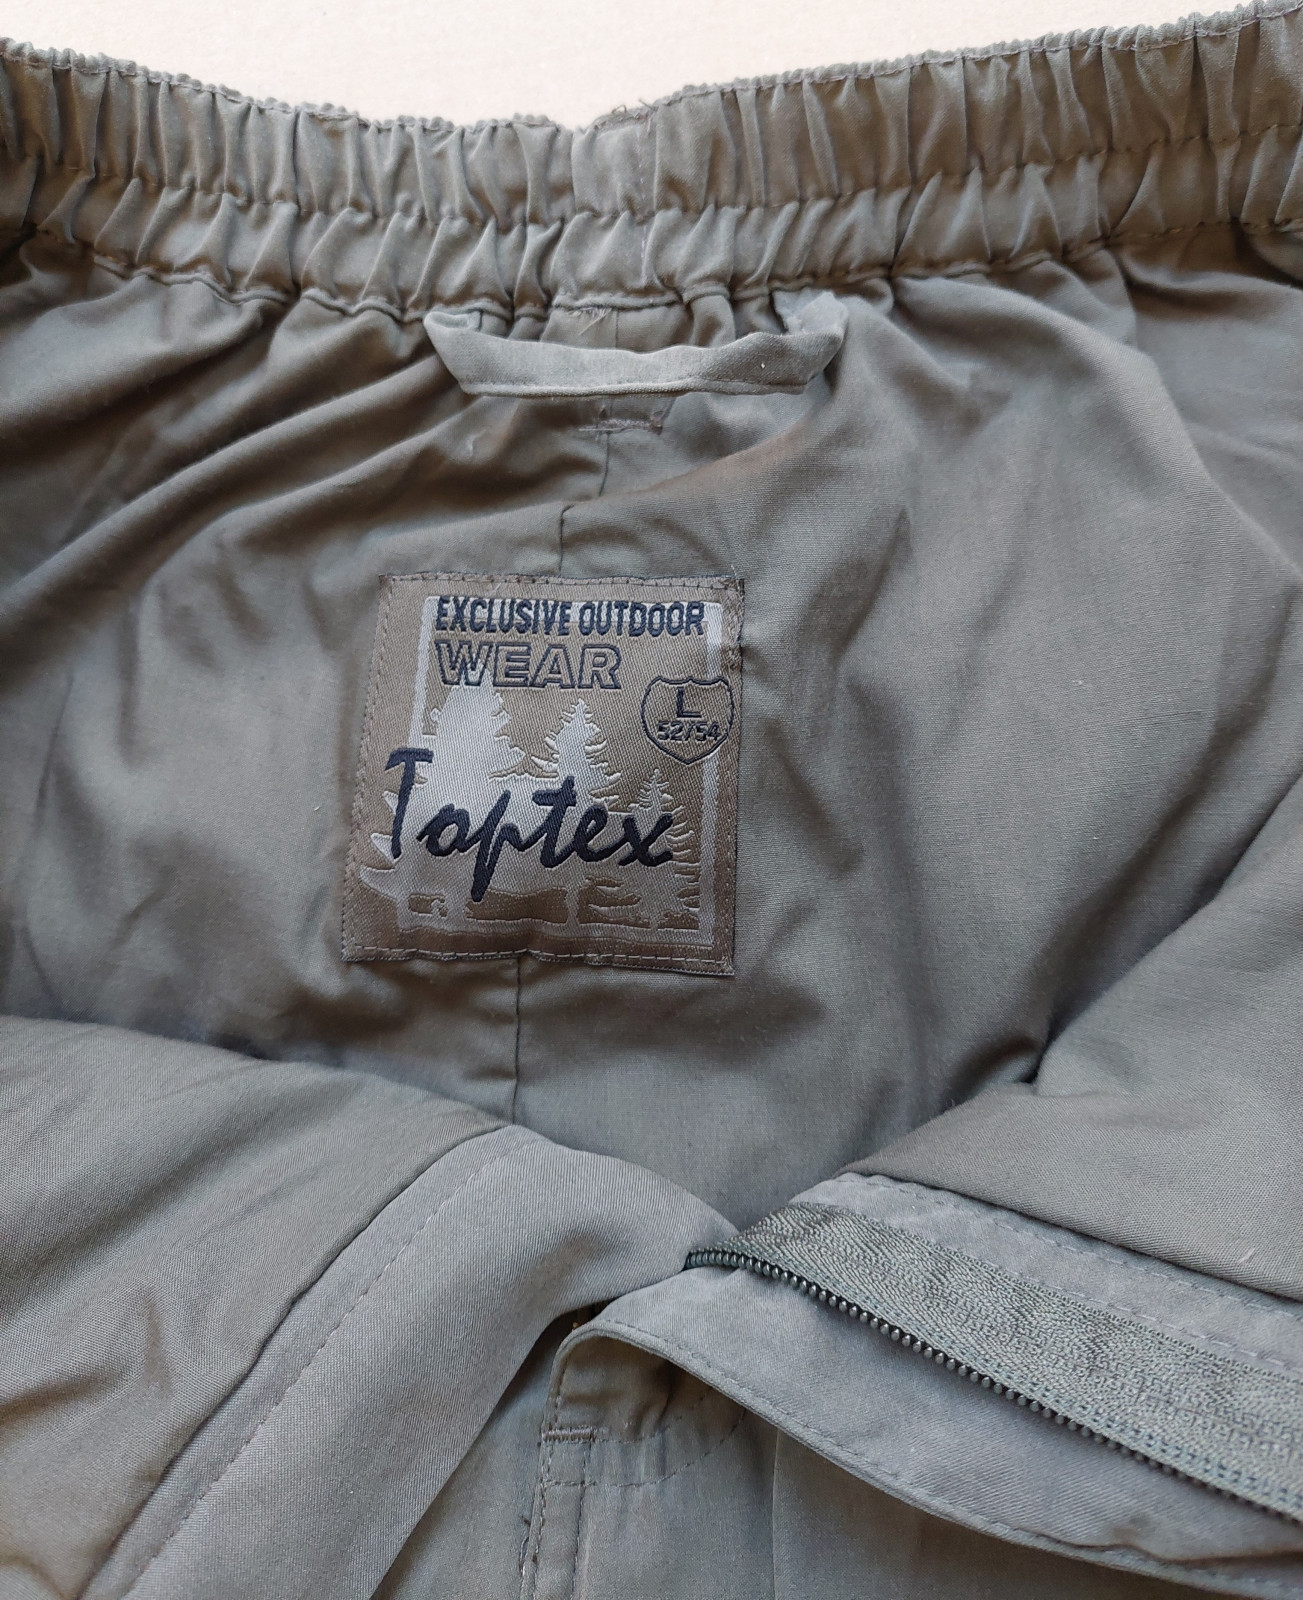 EXCLUSIVE OUTDOOR
WEAR
L
52/54
Toptex